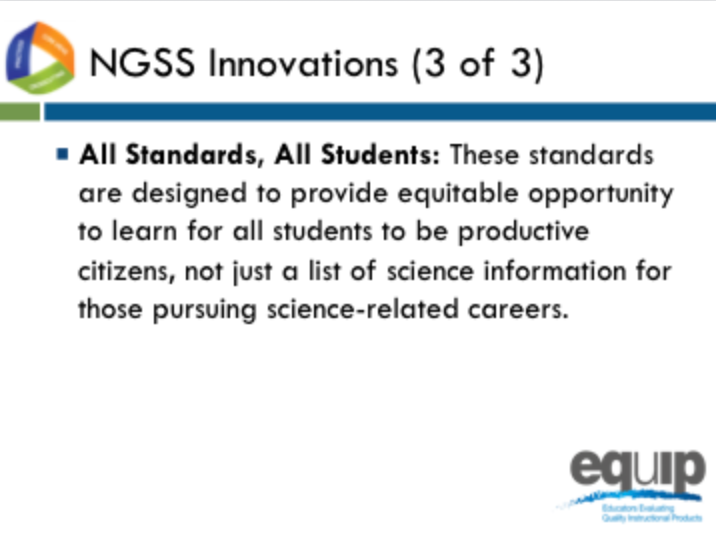 NGSS Innovations (3 of 3)
All Standards, All Students: These standards
are designed to provide equitable opportunity
to learn for all students to be productive
citizens, not just a list of science information for
those pursuing science-related careers.
equip
Educators Evaluating
Quality Instructional Products